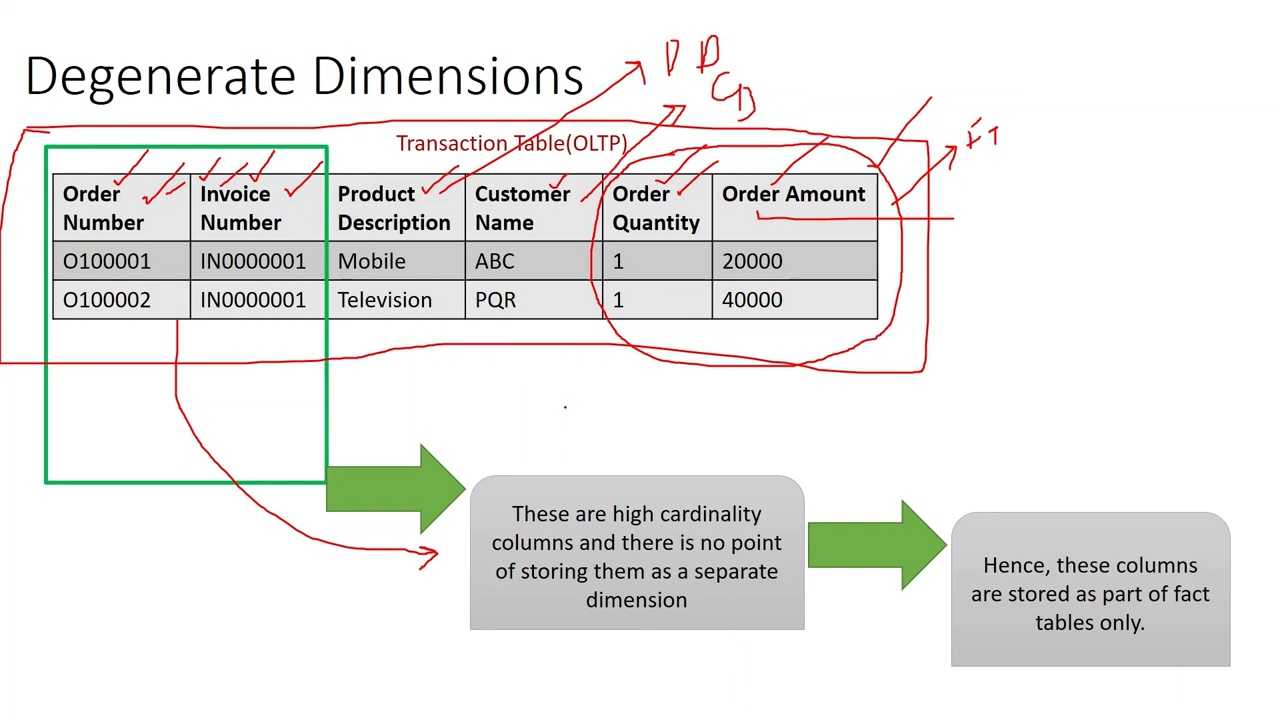 Degenerate Dimensions
P D
CD
Transaction Table(OLTP)
FT
Order Number
Invoice Number
Product Description
Customer Name
Order Quantity
Order Amount
O100001 IN0000001 Mobile ABC 1 20000
O100002 IN0000001 Television PQR 1 40000
These are high cardinality
columns and there is no point
of storing them as a separate
dimension
Hence, these columns
are stored as part of fact
tables only.